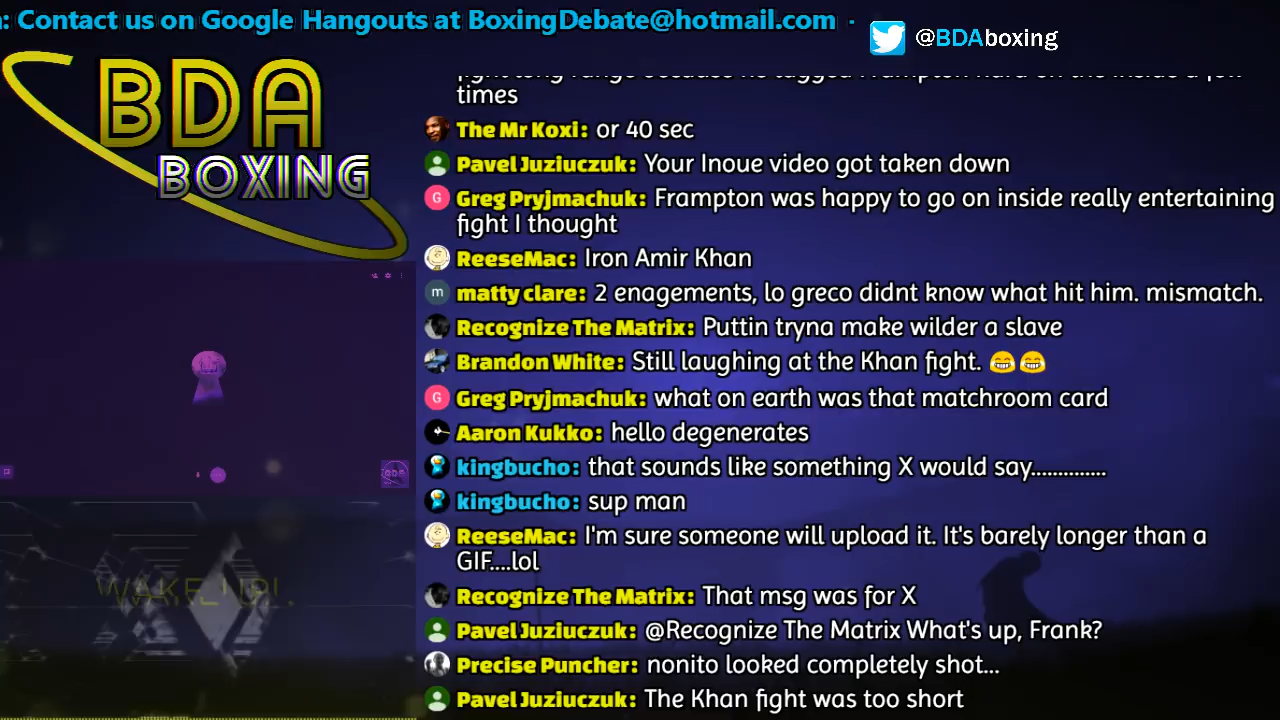 : Contact us on Google Hangouts at BoxingDebate@hotmail.com ·
@BDAboxing
BDA
BOXING
times
The Mr Koxi: or 40 sec
Pavel Juziuczuk: Your Inoue video got taken down
Greg Pryjmachuk: Frampton was happy to go on inside really entertaining
fight I thought
ReeseMac: Iron Amir Khan
m matty clare: 2 enagements, lo greco didnt know what hit him. mismatch.
Recognize The Matrix: Puttin tryna make wilder a slave
Brandon White: Still laughing at the Khan fight. 😂😂
G Greg Pryjmachuk: what on earth was that matchroom card
Aaron Kukko: hello degenerates
kingbucho: that sounds like something X would say..............
kingbucho: sup man
ReeseMac: I'm sure someone will upload it. It's barely longer than a
GIF....lol
Recognize The Matrix: That msg was for X
Pavel Juziuczuk: @Recognize The Matrix What's up, Frank?
Precise Puncher: nonito looked completely shot...
Pavel Juziuczuk: The Khan fight was too short
WAKE UP!